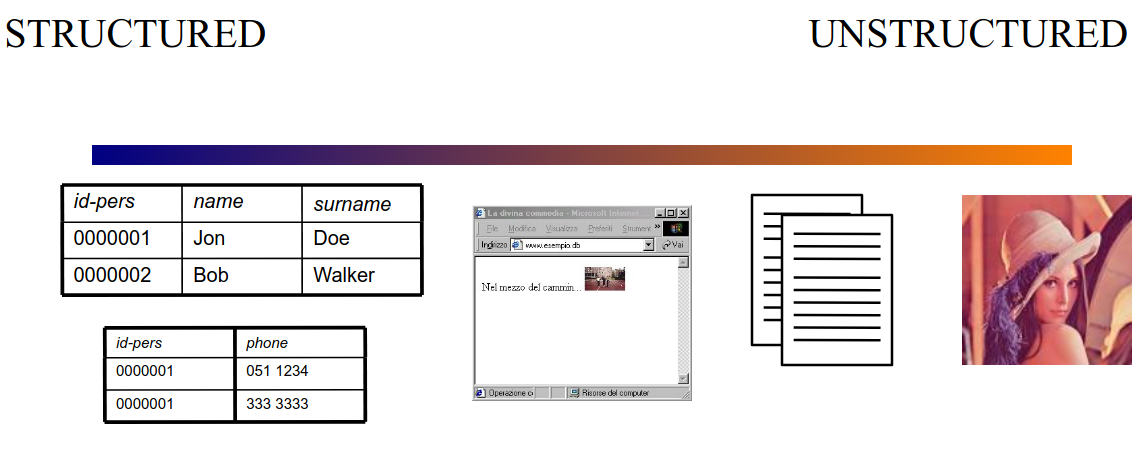 STRUCTURED
UNSTRUCTURED
id-pers name surname
0000001 Jon Doe
0000002 Bob Walker
id-pers phone
0000001 051 1234
0000001 333 3333
La divina commedia - Microsoft Internet...
File Modifica Visualizza Preferiti Strument »
Indirizzo www.esempio.db Vai
Nel mezzo del cammin...
Operazione co Risorse del computer